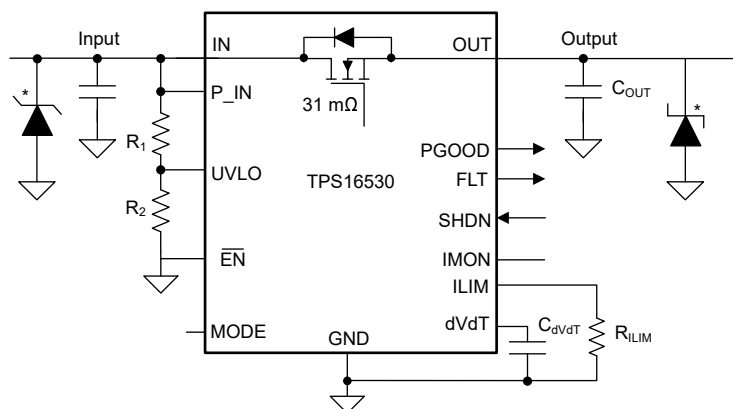 Input
*
IN
P_IN
R1
UVLO
R2
EN
MODE
31 mΩ
TPS16530
GND
OUT
PGOOD
FLT
SHDN
IMON
ILIM
dVdT
CdVdT
RILIM
Output
COUT
*